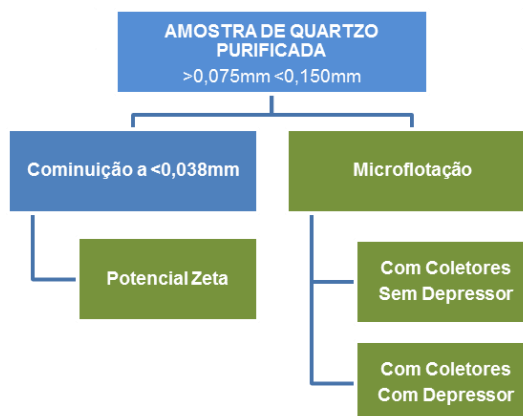 AMOSTRA DE QUARTZO
PURIFICADA
>0,075mm <0,150mm
Cominuição a <0,038mm
Microflotação
Potencial Zeta
Com Coletores
Sem Depressor
Com Coletores
Com Depressor